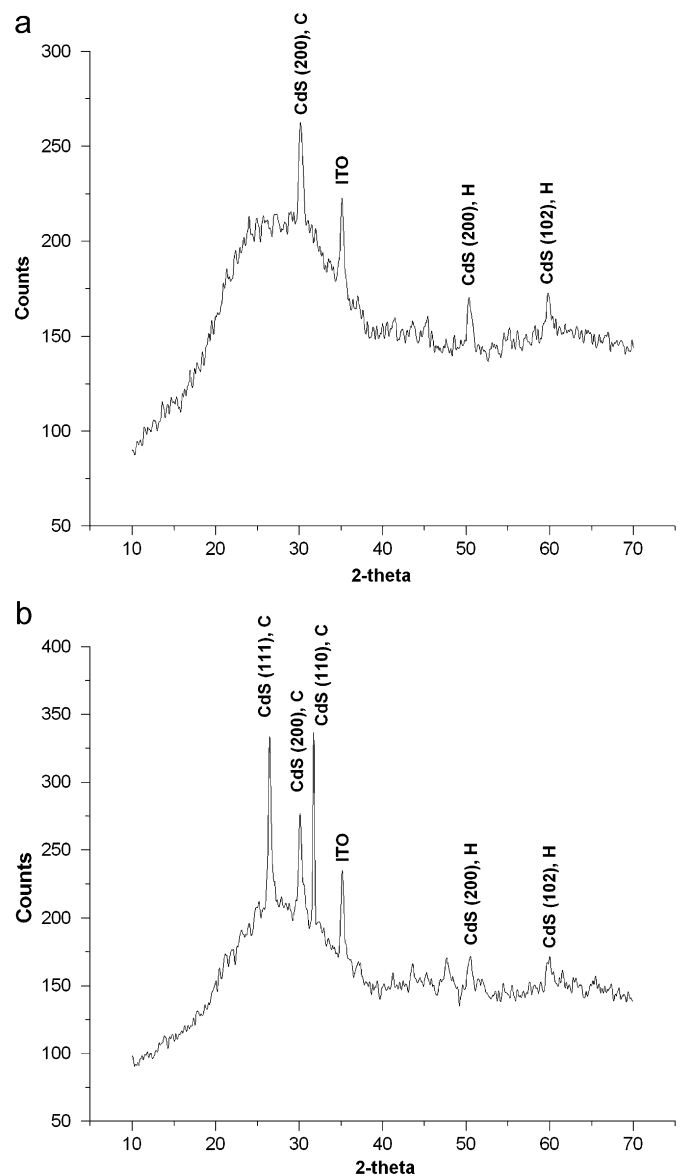 a
CdS (200), C
ITO
CdS (200), H
CdS (102), H
300
250
200
150
100
50
Counts
10 20 30 40 50 60 70
2-theta
b
CdS (111), C
CdS (200), C
CdS (110), C
ITO
CdS (200), H
CdS (102), H
400
350
300
250
200
150
100
50
Counts
10 20 30 40 50 60 70
2-theta